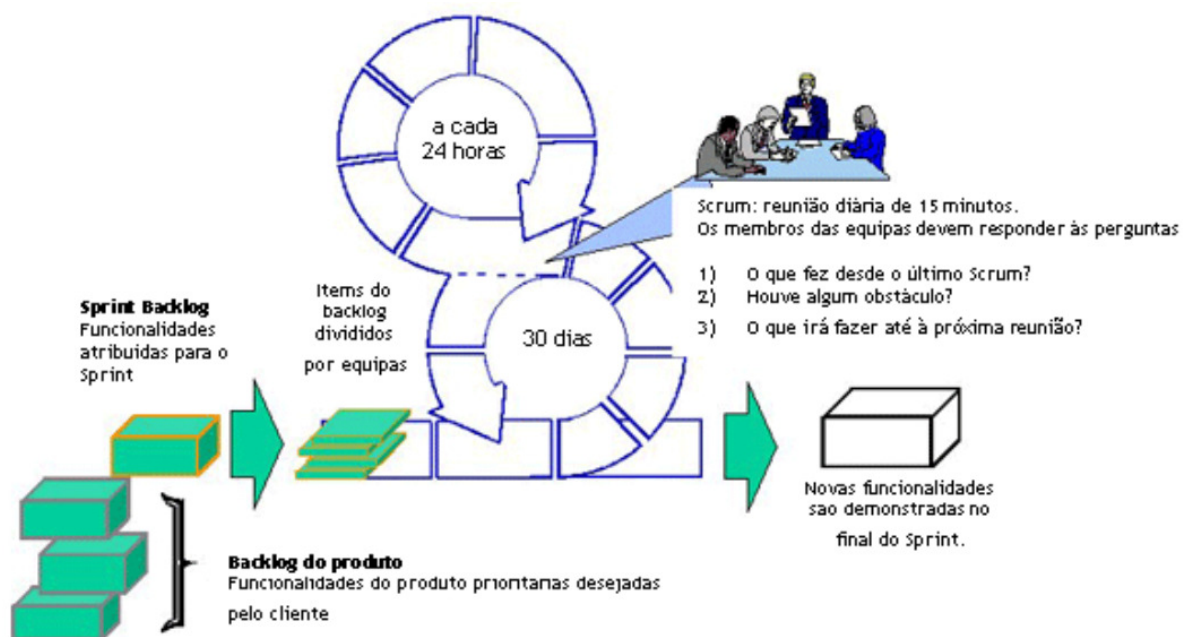 a cada
24 horas
Scrum: reunião diária de 15 minutos.
Os membros das equipas devem responder às perguntas
1) O que fez desde o último Scrum?
2) Houve algum obstáculo?
3) O que irá fazer até à próxima reunião?
Sprint Backlog
Funcionalidades
atribuidas para o
Sprint
Items do
backlog
divididos
por equipas
30 dias
Novas funcionalidades
sao demonstradas no
final do Sprint.
Backlog do produto
Funcionalidades do produto prioritarias desejadas
pelo cliente